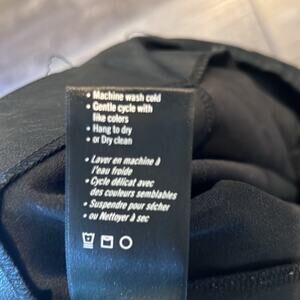 • Machine wash cold
• Gentle cycle with
like colors
• Hang to dry
• or Dry clean
• Laver en machine à
l'eau froide
• Cycle délicat avec
des couleurs semblables
• Suspendre pour sécher
• ou Nettoyer à sec